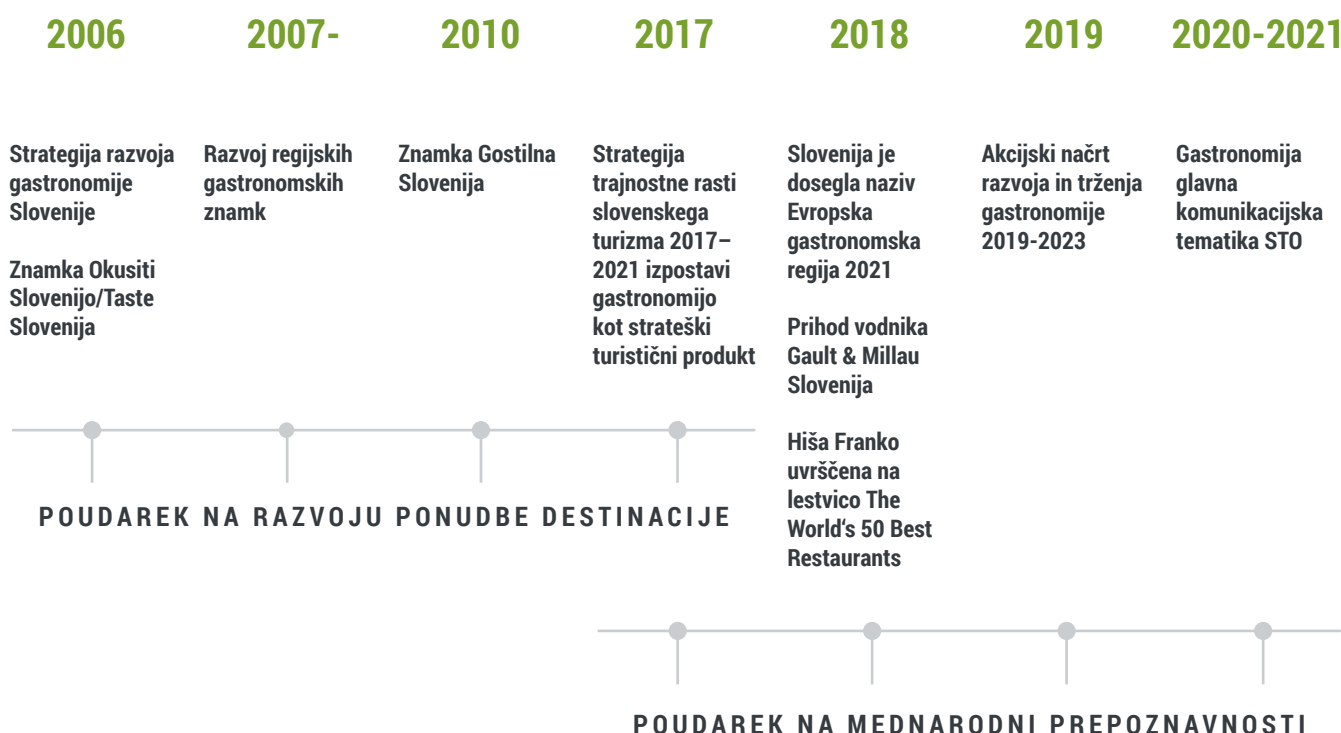 2006
2007-
2010
2017
2018
2019
2020-2021
Strategija razvoja
gastronomije
Slovenije
Znamka Okusiti
Slovenijo/Taste
Slovenija
Razvoj regijskih
gastronomskih
znamk
Znamka Gostilna
Slovenija
Strategija
trajnostne rasti
slovenskega
turizma 2017–
2021 izpostavi
gastronomijo
kot strateški
turistični produkt
Slovenija je
dosegla naziv
Evropska
gastronomska
regija 2021
Prihod vodnika
Gault & Millau
Slovenija
Hiša Franko
uvrščena na
lestvico The
World‘s 50 Best
Restaurants
Akcijski načrt
razvoja in trženja
gastronomije
2019-2023
Gastronomija
glavna
komunikacijska
tematika STO
POUDAREK NA RAZVOJU PONUDBE DESTINACIJE
POUDAREK NA MEDNARODNI PREPOZNAVNOSTI